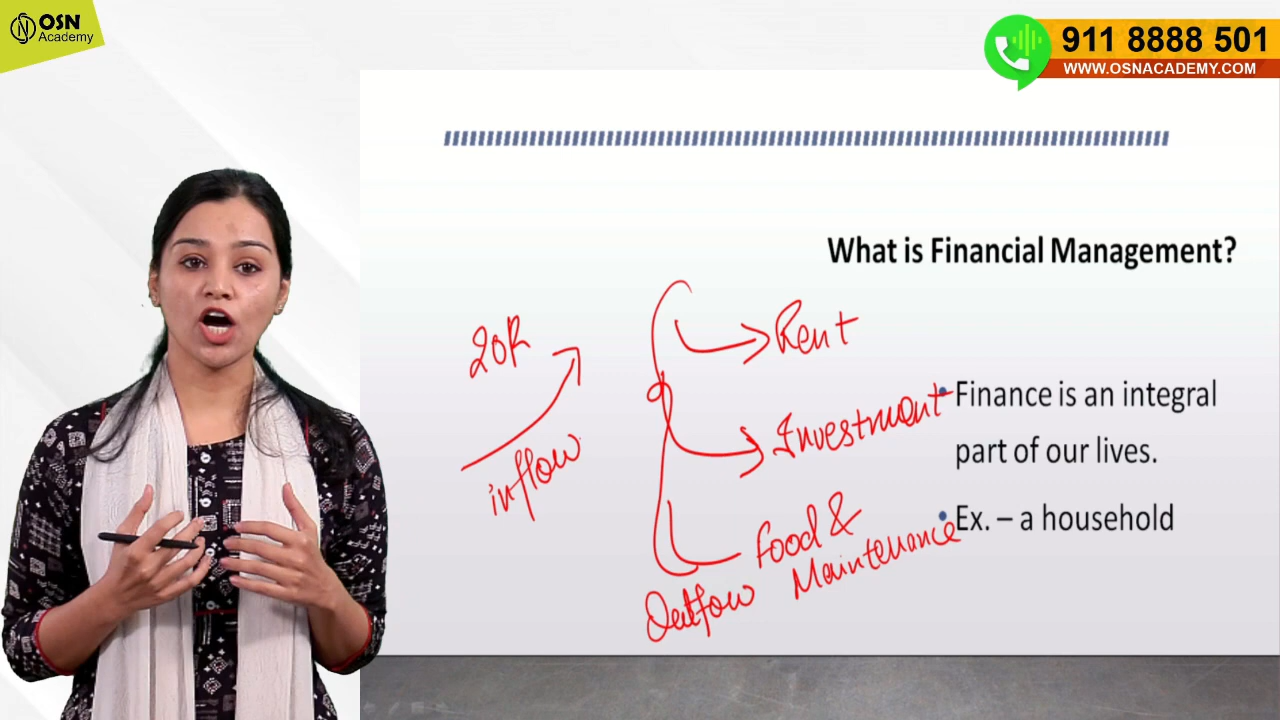 OSN
Academy
911 8888 501
WWW.OSNACADEMY.COM
What is Financial Management?
20K
inflow
Rent
Investment
Food &
Maintenance
Outflow
• Finance is an integral
part of our lives.
• Ex. – a household